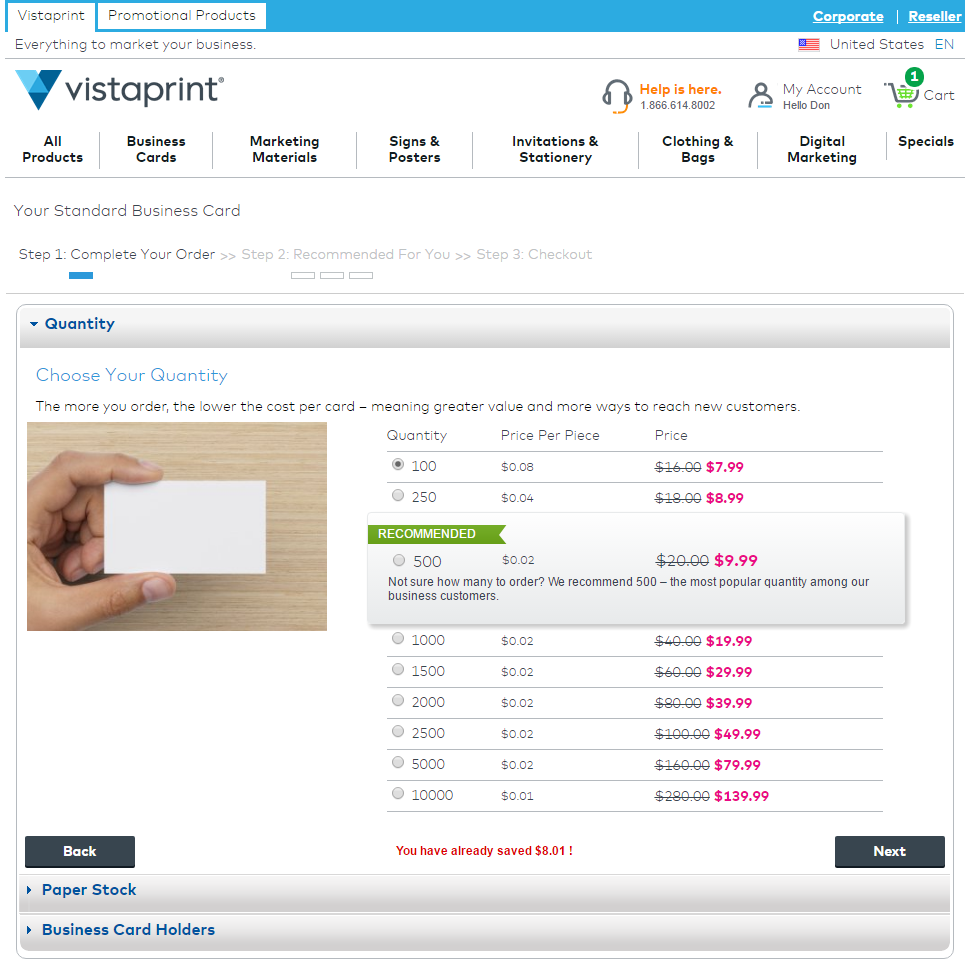 Vistaprint Promotional Products Corporate | Reseller
Everything to market your business. United States EN
vistaprint®
Help is here.
1.866.614.8002
My Account
Hello Don
1
Cart
All Products
Business Cards
Marketing Materials
Signs & Posters
Invitations & Stationery
Clothing & Bags
Digital Marketing
Specials
Your Standard Business Card
Step 1: Complete Your Order >> Step 2: Recommended For You >> Step 3: Checkout
Quantity
Choose Your Quantity
The more you order, the lower the cost per card – meaning greater value and more ways to reach new customers.
Quantity Price Per Piece Price
100 $0.08 $16.00 $7.99
250 $0.04 $18.00 $8.99
RECOMMENDED
500 $0.02 $20.00 $9.99
Not sure how many to order? We recommend 500 – the most popular quantity among our
business customers.
1000 $0.02 $40.00 $19.99
1500 $0.02 $60.00 $29.99
2000 $0.02 $80.00 $39.99
2500 $0.02 $100.00 $49.99
5000 $0.02 $160.00 $79.99
10000 $0.01 $280.00 $139.99
Back You have already saved $8.01 ! Next
Paper Stock
Business Card Holders